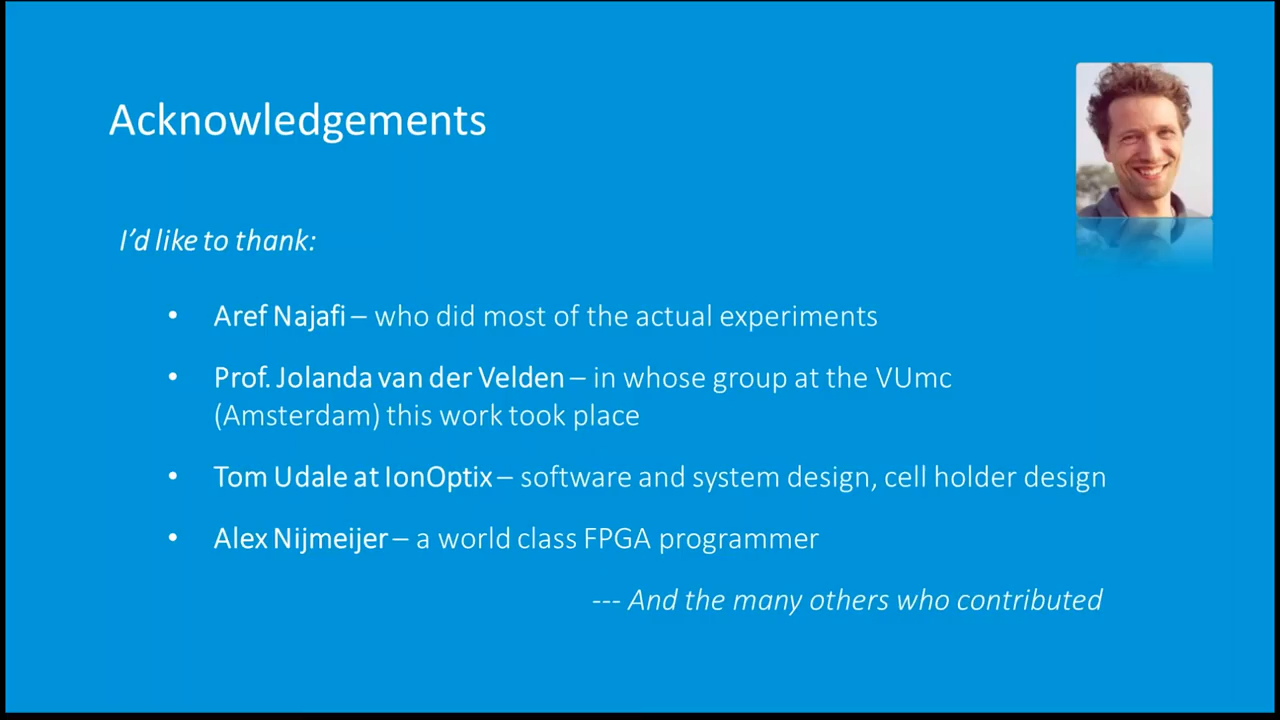 Acknowledgements
I'd like to thank:
• Aref Najafi – who did most of the actual experiments
• Prof. Jolanda van der Velden – in whose group at the VUmc
(Amsterdam) this work took place
• Tom Udale at IonOptix – software and system design, cell holder design
• Alex Nijmeijer – a world class FPGA programmer
--- And the many others who contributed